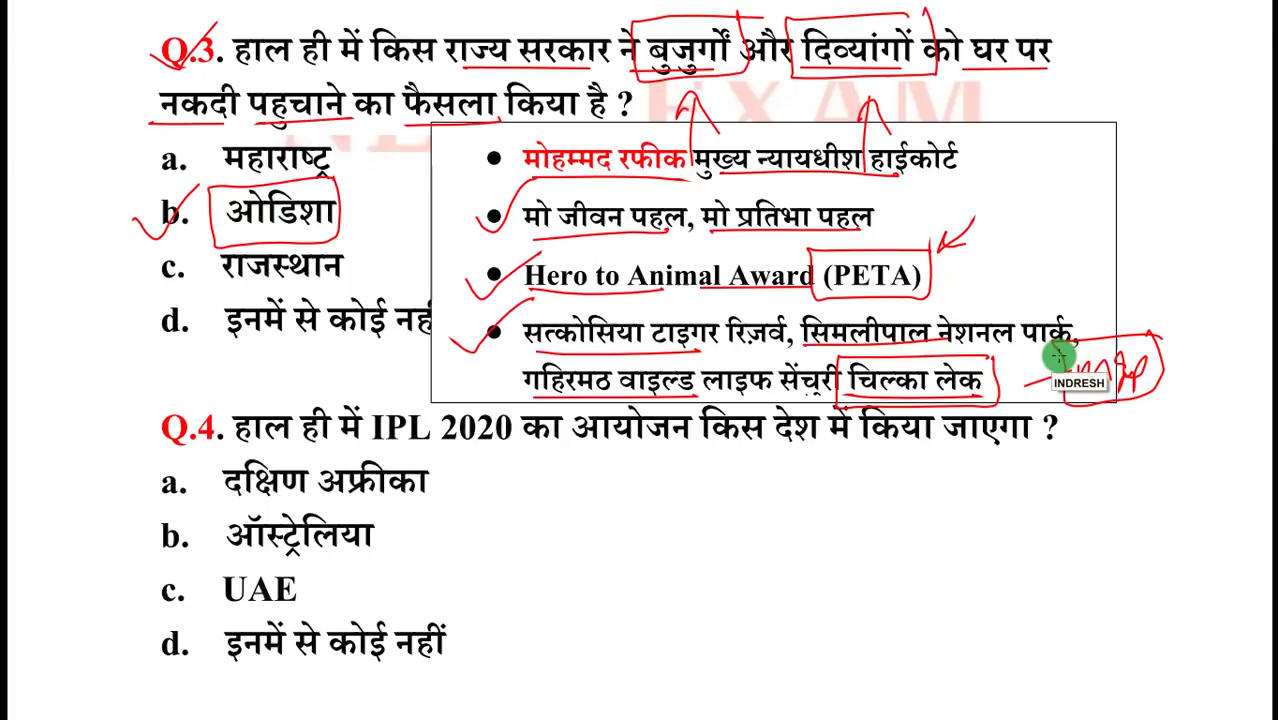 Q.3. हाल ही में किस राज्य सरकार ने बुजुर्गों और दिव्यांगों को घर पर
नकदी पहुचाने का फैसला किया है ?
a. महाराष्ट्र
b. ओडिशा
c. राजस्थान
d. इनमें से कोई नहीं
• मोहम्मद रफीक मुख्य न्यायधीश हाईकोर्ट
• मो जीवन पहल, मो प्रतिभा पहल
• Hero to Animal Award (PETA)
• सत्कोसिया टाइगर रिज़र्व, सिमलीपाल नेशनल पार्क,
गहिरमठ वाइल्ड लाइफ सेंचुरी चिल्का लेक
INDRESH
Q.4. हाल ही में IPL 2020 का आयोजन किस देश में किया जाएगा ?
a. दक्षिण अफ्रीका
b. ऑस्ट्रेलिया
c. UAE
d. इनमें से कोई नहीं
EXAM